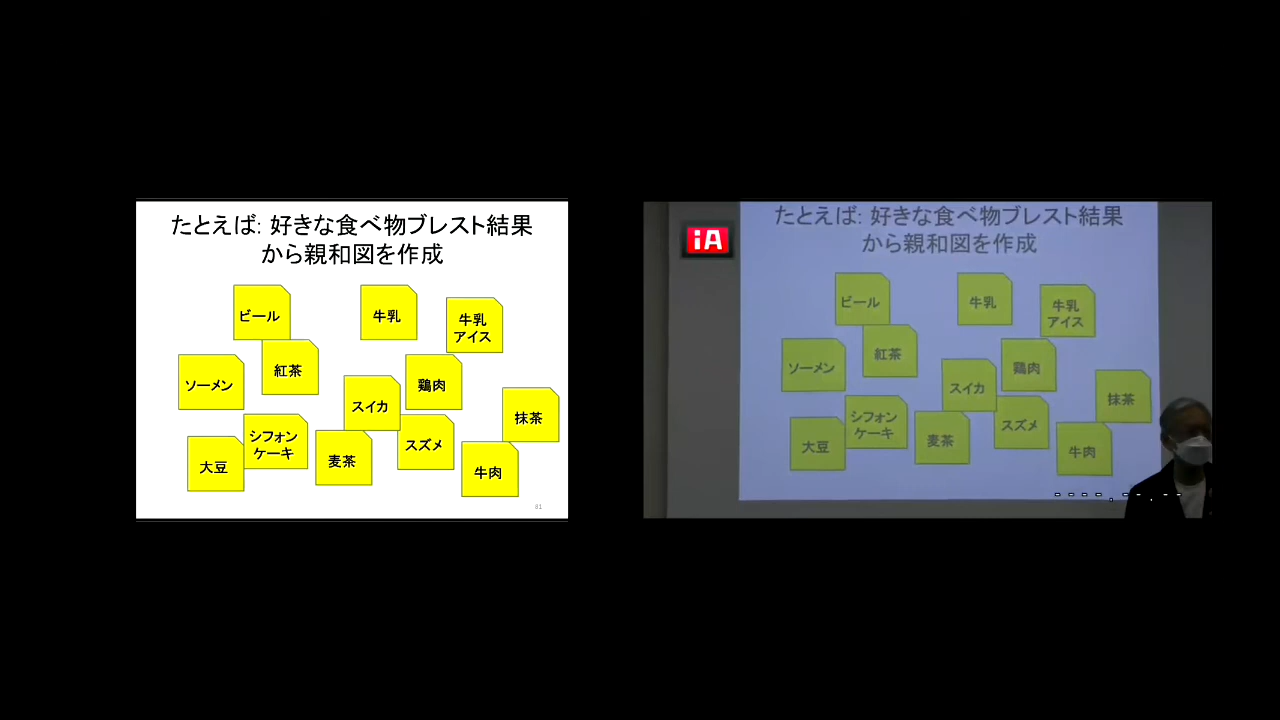 たとえば: 好きな食べ物ブレスト結果
から親和図を作成
ビール
牛乳
牛乳
アイス
ソーメン
紅茶
鶏肉
スイカ
抹茶
シフォン
ケーキ
大豆
麦茶
スズメ
牛肉
81
iA
たとえば: 好きな食べ物ブレスト結果
から親和図を作成
ビール
牛乳
牛乳
アイス
ソーメン
紅茶
鶏肉
スイカ
抹茶
シフォン
ケーキ
大豆
麦茶
スズメ
牛肉
----,--,--